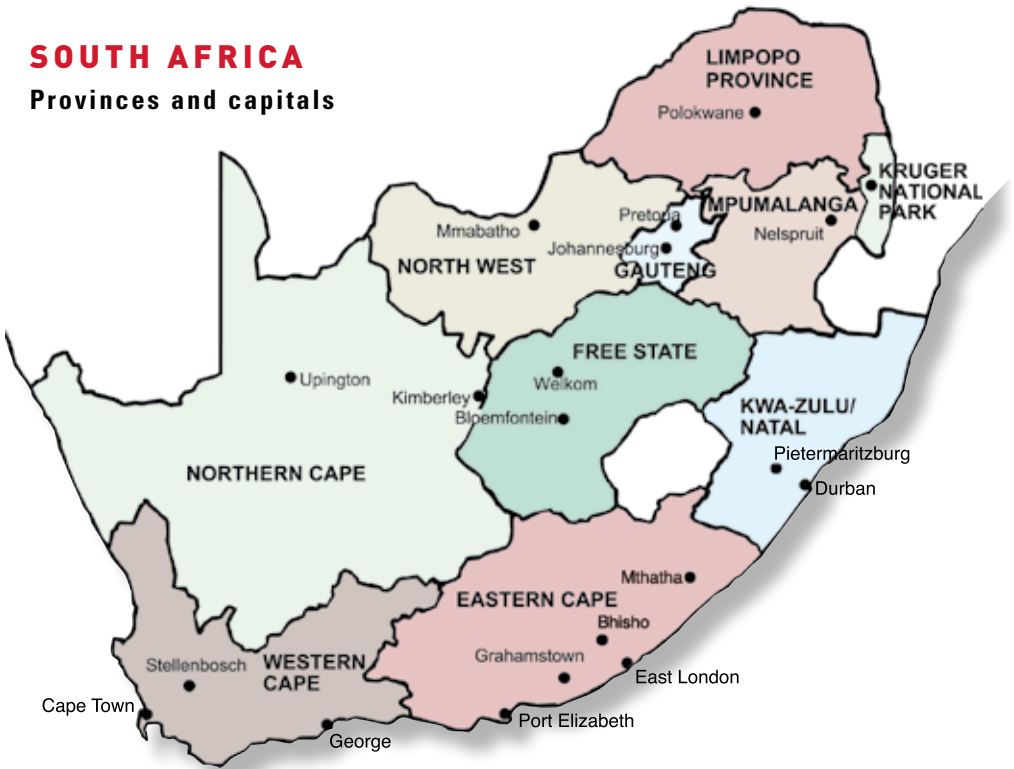 SOUTH AFRICA
Provinces and capitals
LIMPOPO
PROVINCE
Polokwane
KRUGER
NATIONAL
PARK
MPUMALANGA
Nelspruit
Pretoria
Johannesburg
GAUTENG
Mmabatho
NORTH WEST
FREE STATE
Welkom
Upington
Kimberley
Bloemfontein
KWA-ZULU/
NATAL
Pietermaritzburg
Durban
NORTHERN CAPE
Mthatha
EASTERN CAPE
Bhisho
Grahamstown
East London
Port Elizabeth
Stellenbosch
WESTERN
CAPE
Cape Town
George